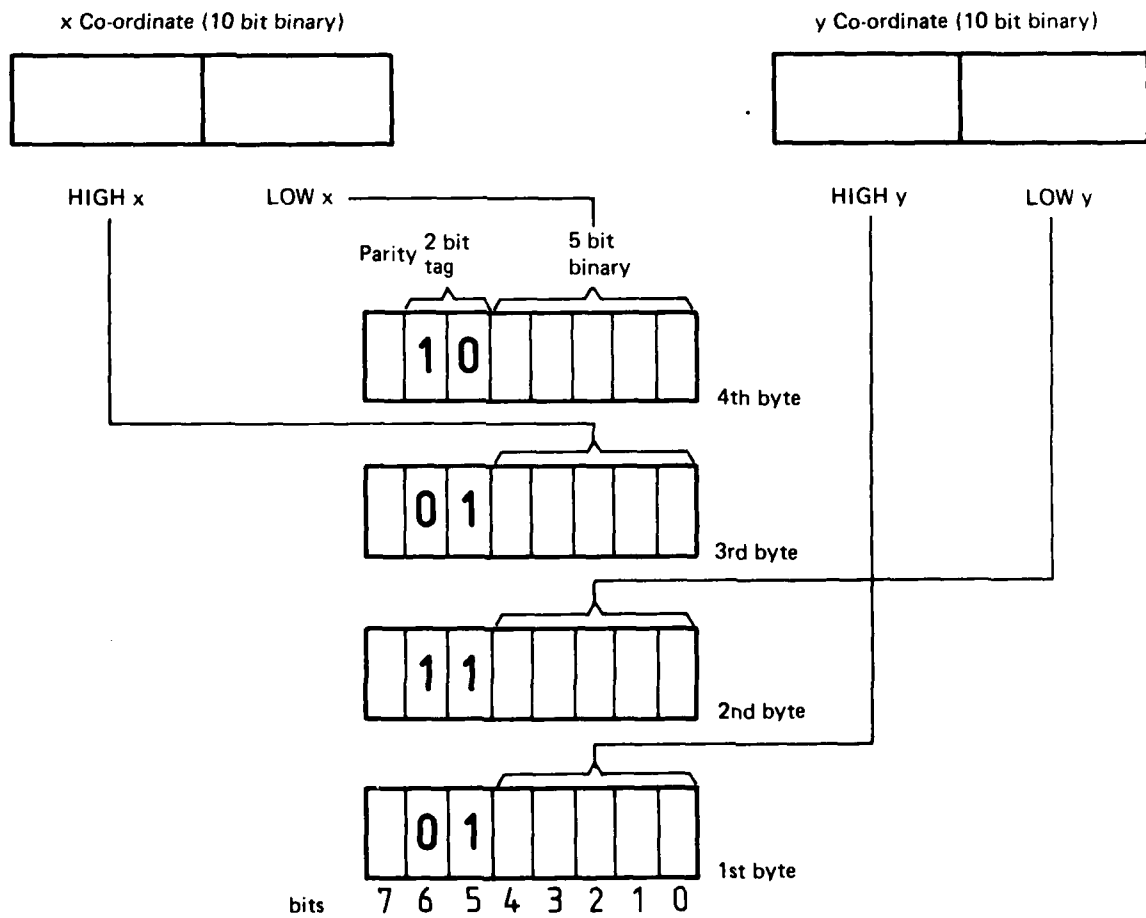 x Co-ordinate (10 bit binary)
y Co-ordinate (10 bit binary)
HIGH x
LOW x
HIGH y
LOW y
Parity
2 bit
tag
5 bit
binary
1 0
4th byte
0 1
3rd byte
1 1
2nd byte
0 1
1st byte
bits 7 6 5 4 3 2 1 0